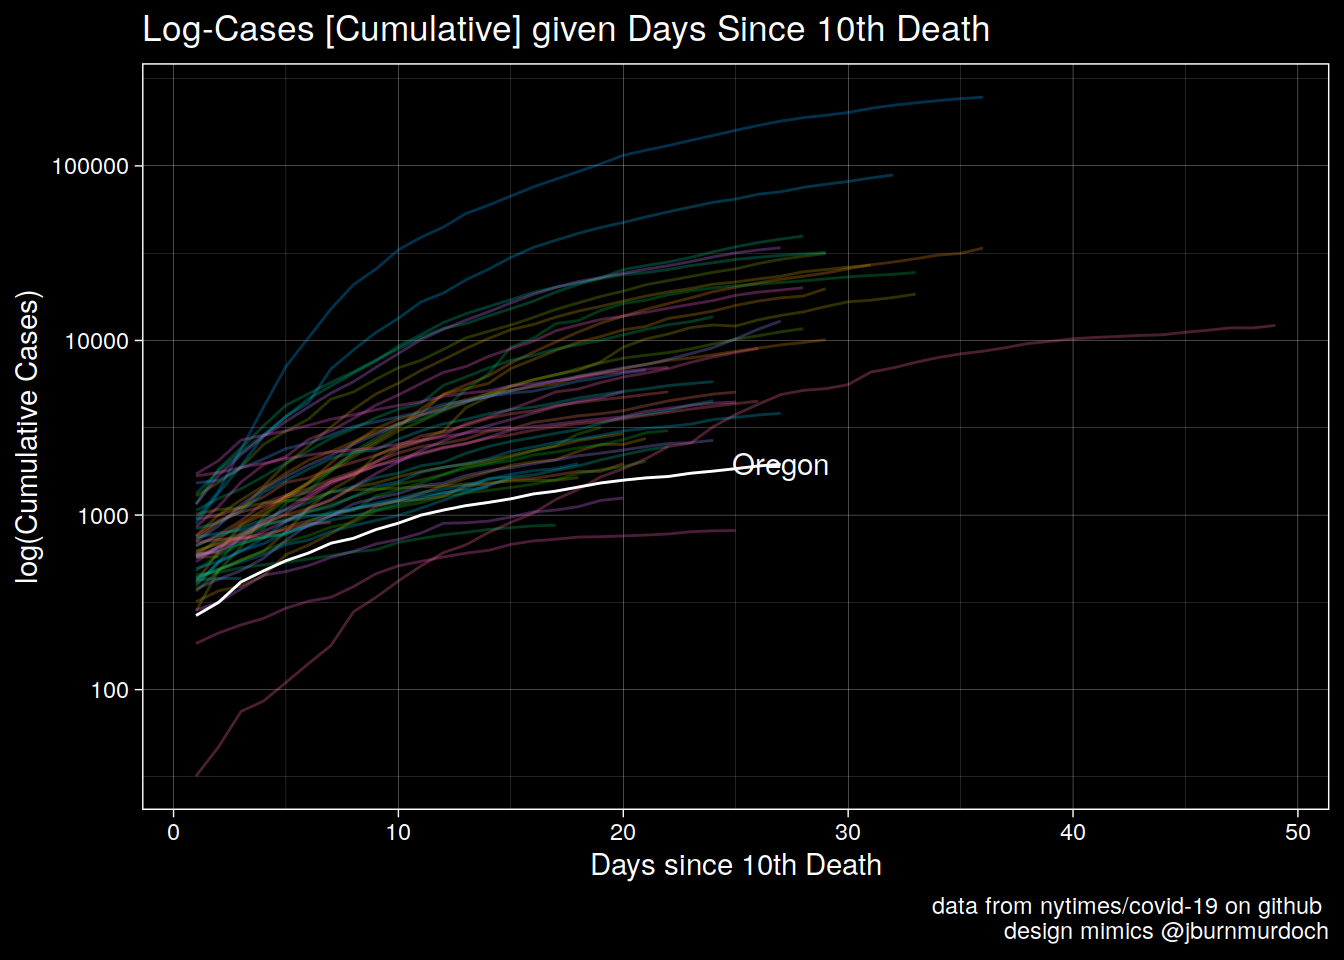 Log-Cases [Cumulative] given Days Since 10th Death
log(Cumulative Cases)
100000
10000
1000
100
Oregon
0 10 20 30 40 50
Days since 10th Death
data from nytimes/covid-19 on github
design mimics @jburnmurdoch